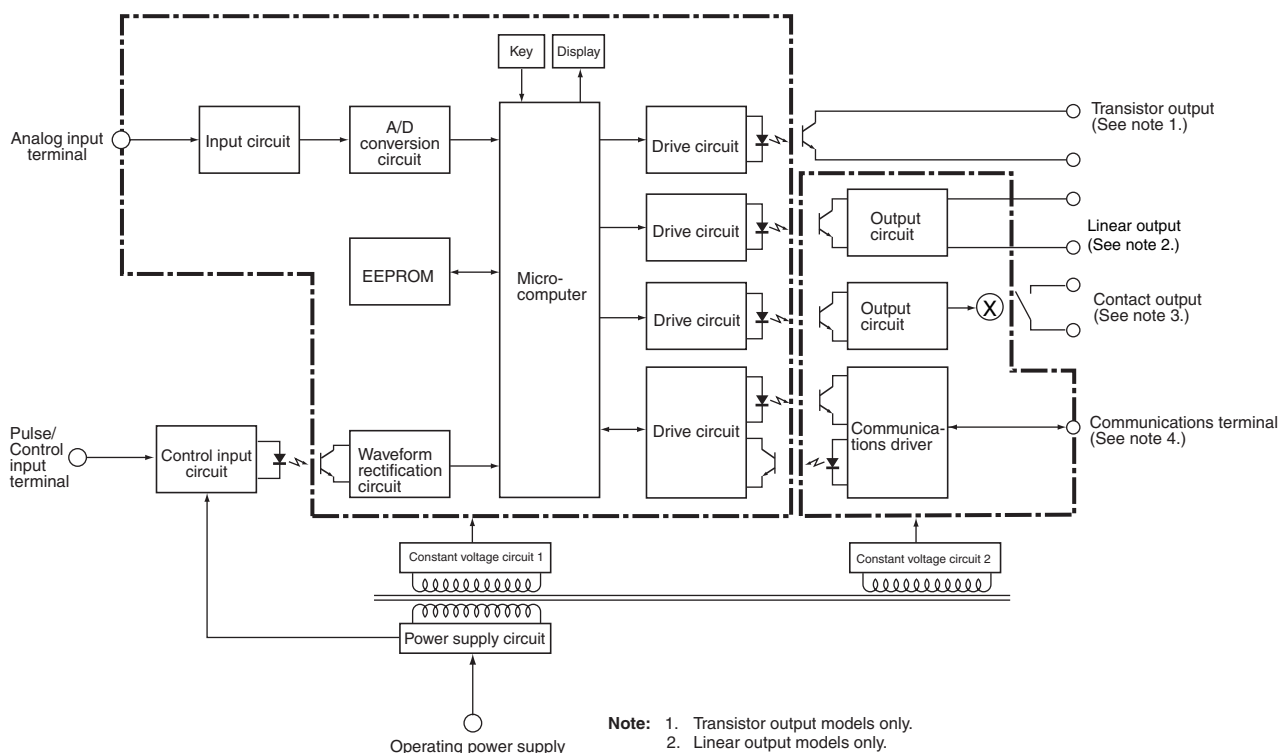 Key
Display
Analog input
terminal
Input circuit
A/D
conversion
circuit
Drive circuit
Transistor output
(See note 1.)
Drive circuit
Output
circuit
Linear output
(See note 2.)
EEPROM
Micro-
computer
Drive circuit
Output
circuit
X
Contact output
(See note 3.)
Pulse/
Control
input
terminal
Control input
circuit
Waveform
rectification
circuit
Drive circuit
Communica-
tions driver
Communications terminal
(See note 4.)
Constant voltage circuit 1
Constant voltage circuit 2
Power supply circuit
Operating power supply
Note: 1. Transistor output models only.
2. Linear output models only.